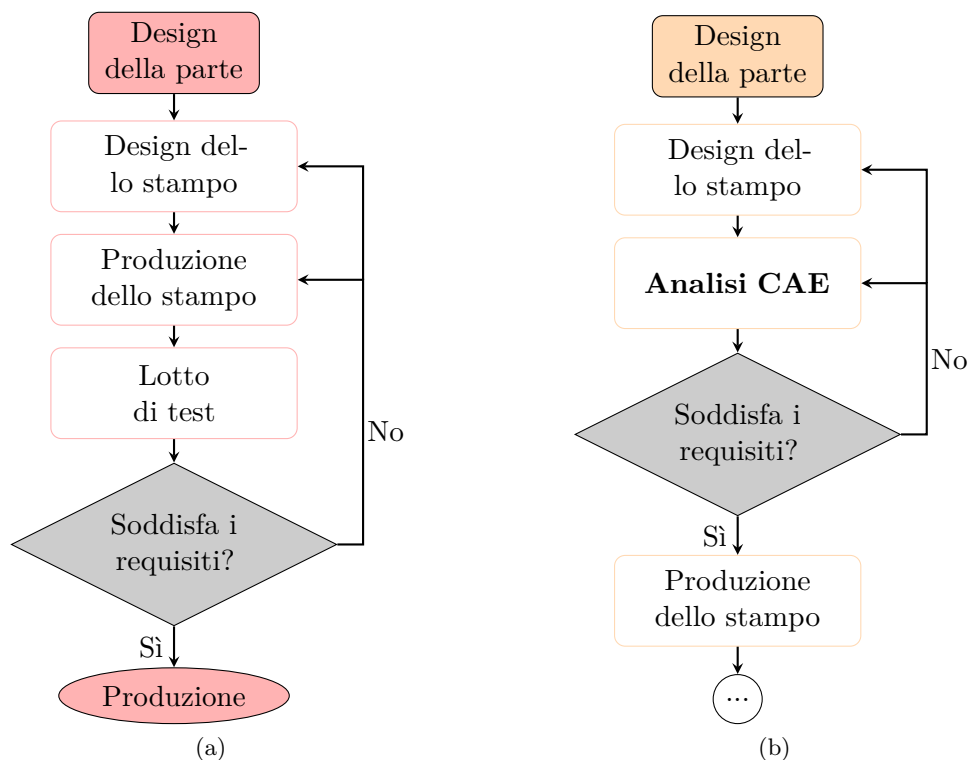 Design
della parte
Design del-
lo stampo
Produzione
dello stampo
Lotto
di test
No
Soddisfa i
requisiti?
Sì
Produzione
(a)
Design
della parte
Design del-
lo stampo
Analisi CAE
No
Soddisfa i
requisiti?
Sì
Produzione
dello stampo
...
(b)